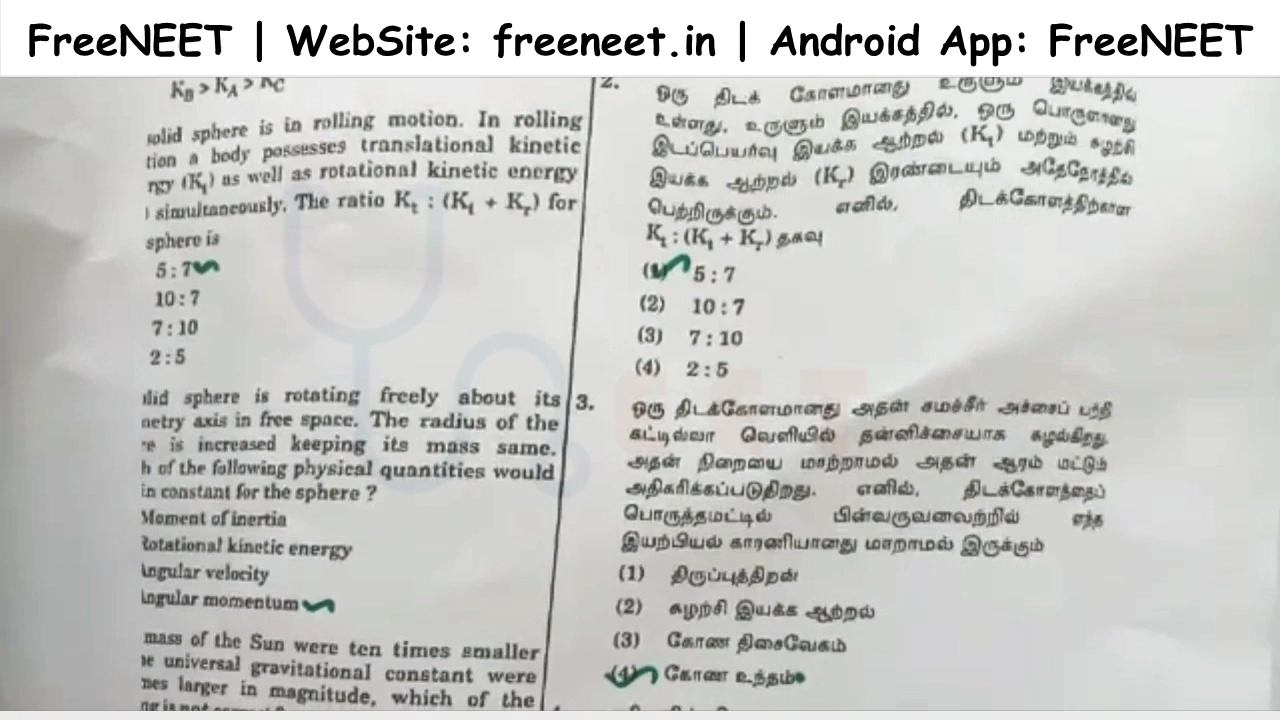 FreeNEET | WebSite: freeneet.in | Android App: FreeNEET
K_B > K_A > K_C
solid sphere is in rolling motion. In rolling
tion a body possesses translational kinetic
rgy (K_t) as well as rotational kinetic energy
) simultaneously. The ratio K_t : (K_t + K_r) for
sphere is
5 : 7
10 : 7
7 : 10
2 : 5
lid sphere is rotating freely about its
netry axis in free space. The radius of the
re is increased keeping its mass same.
h of the following physical quantities would
in constant for the sphere ?
Moment of inertia
Rotational kinetic energy
Angular velocity
Angular momentum
mass of the Sun were ten times smaller
he universal gravitational constant were
mes larger in magnitude, which of the
ng is not
2. ஒரு திடக் கோளமானது உருளும் இயக்கத்தில்
உள்ளது. உருளும் இயக்கத்தில், ஒரு பொருளானது
இடப்பெயர்வு இயக்க ஆற்றல் (K_t) மற்றும் சுழற்சி
இயக்க ஆற்றல் (K_r) இரண்டையும் அதேநேரத்தில்
பெற்றிருக்கும். எனில், திடக்கோளத்திற்கான
K_t : (K_t + K_r) தகவு
(1) 5 : 7
(2) 10 : 7
(3) 7 : 10
(4) 2 : 5
3. ஒரு திடக்கோளமானது அதன் சமச்சீர் அச்சைப் பற்றி
கட்டில்லா வெளியில் தன்னிச்சையாக சுழல்கிறது.
அதன் நிறையை மாற்றாமல் அதன் ஆரம் மட்டும்
அதிகரிக்கப்படுகிறது. எனில், திடக்கோளத்தைப்
பொருத்தமட்டில் பின்வருவனவற்றில் எந்த
இயற்பியல் காரணியானது மாறாமல் இருக்கும்
(1) திருப்புத்திறன்
(2) சுழற்சி இயக்க ஆற்றல்
(3) கோண திசைவேகம்
(4) கோண உந்தம்